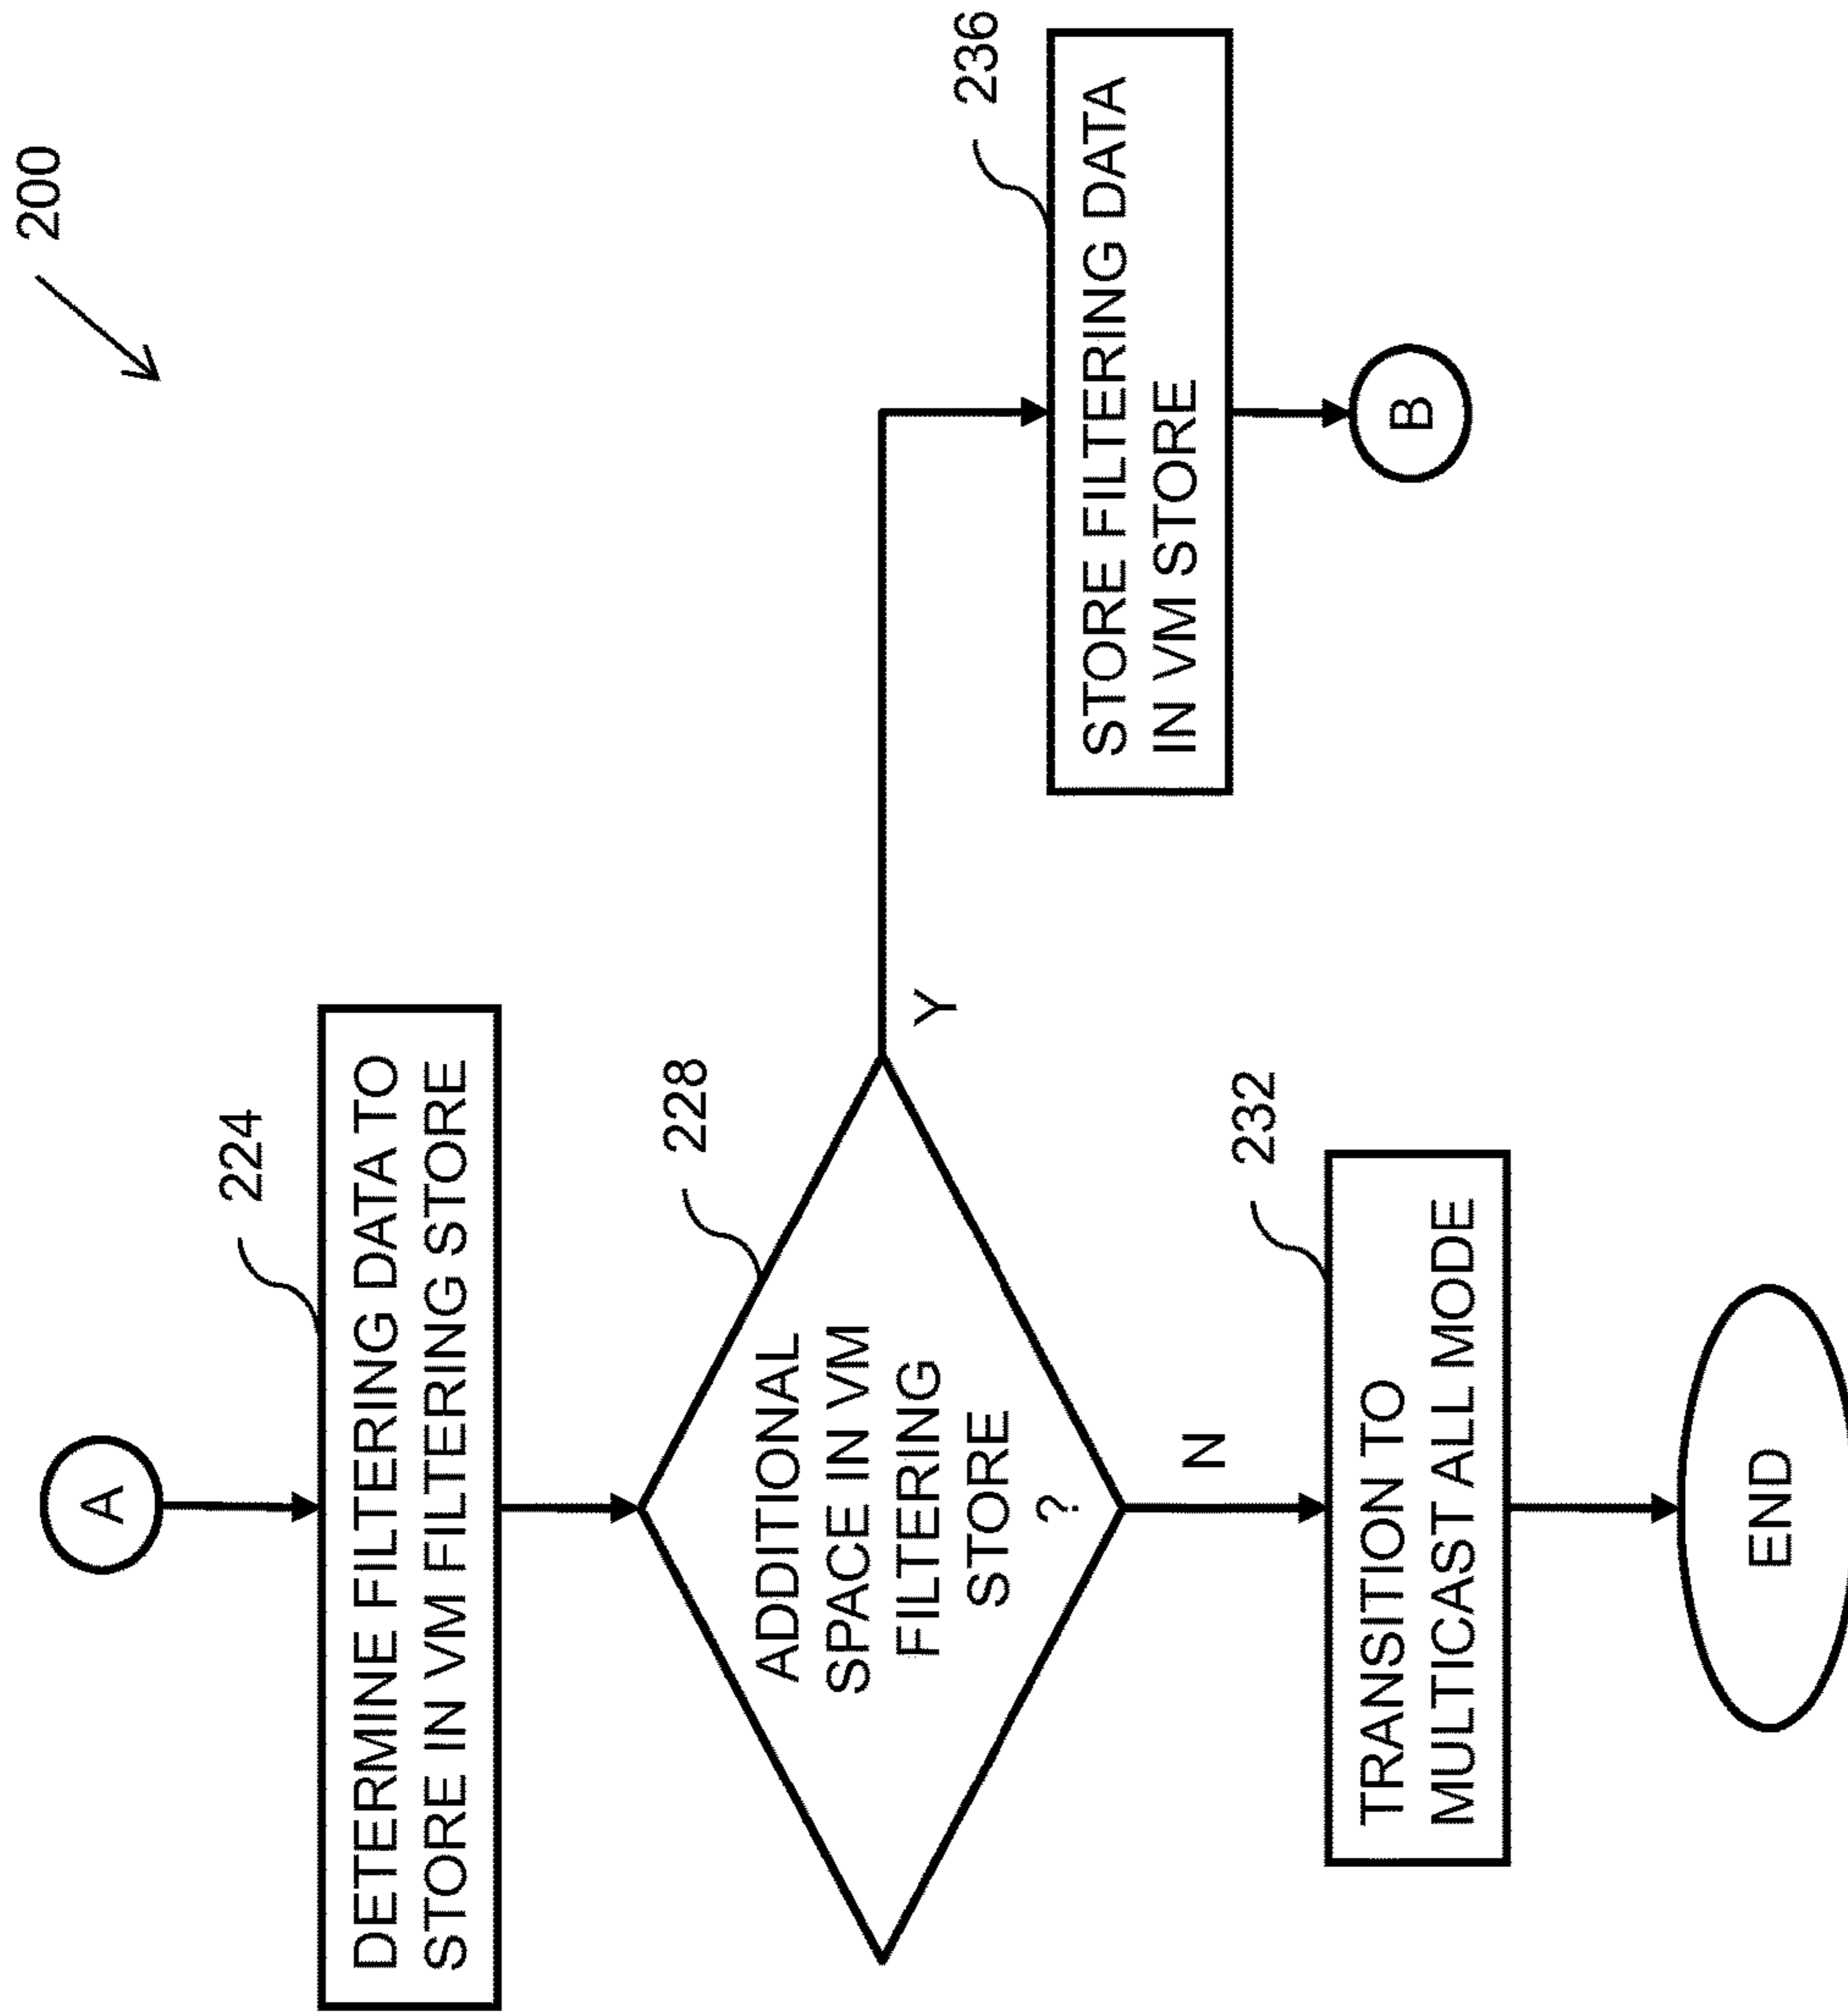 200
A
224
DETERMINE FILTERING DATA TO
STORE IN VM FILTERING STORE
228
ADDITIONAL
SPACE IN VM
FILTERING
STORE
?
Y
N
236
STORE FILTERING DATA
IN VM STORE
B
232
TRANSITION TO
MULTICAST ALL MODE
END